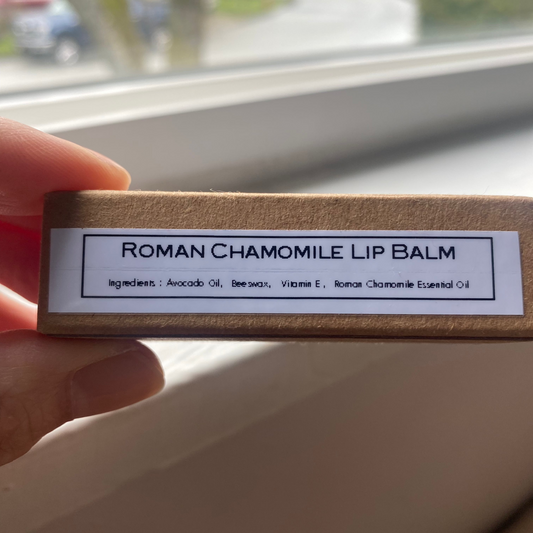 ROMAN CHAMOMILE LIP BALM
Ingredients : Avocado Oil, Beeswax, Vitamin E, Roman Chamomile Essential Oil